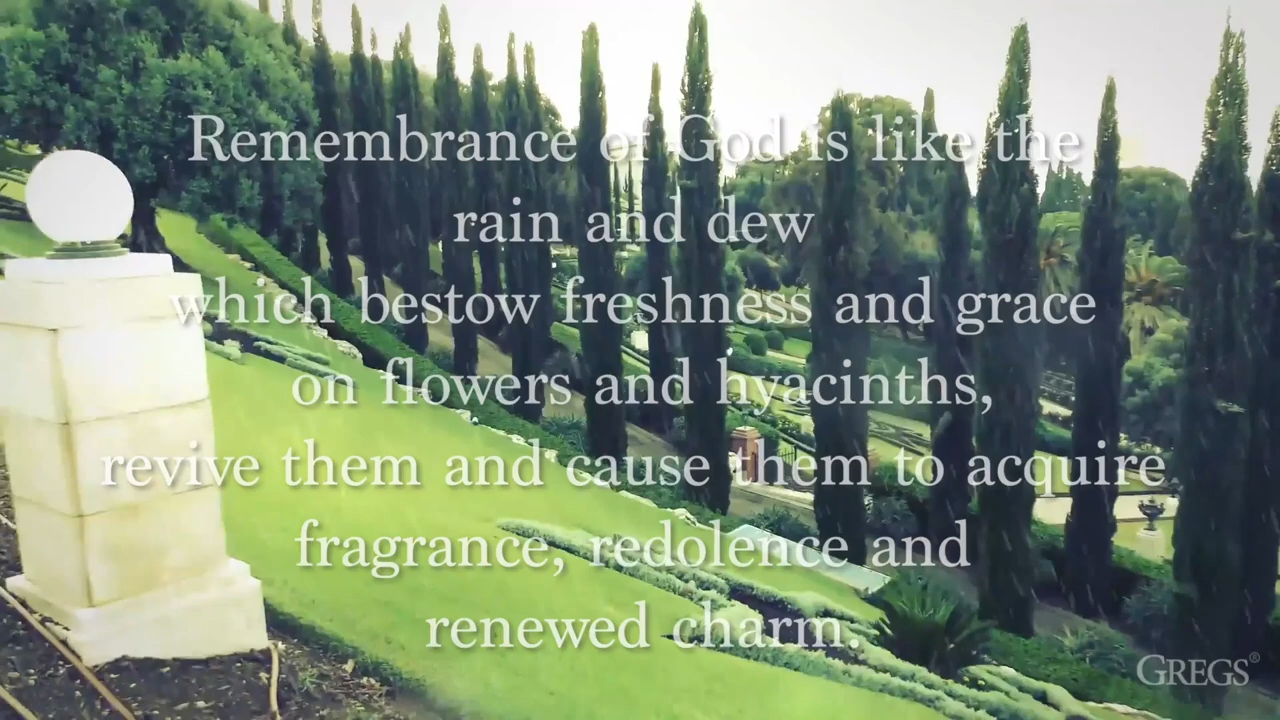 Remembrance of God is like the
rain and dew
which bestow freshness and grace
on flowers and hyacinths,
revive them and cause them to acquire
fragrance, redolence and
renewed charm.
GREGS®